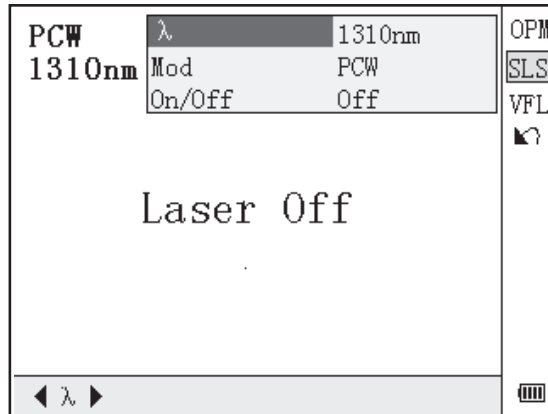 PCW
1310nm
λ 1310nm
Mod PCW
On/Off Off
OPM
SLS
VFL
Laser Off
λ